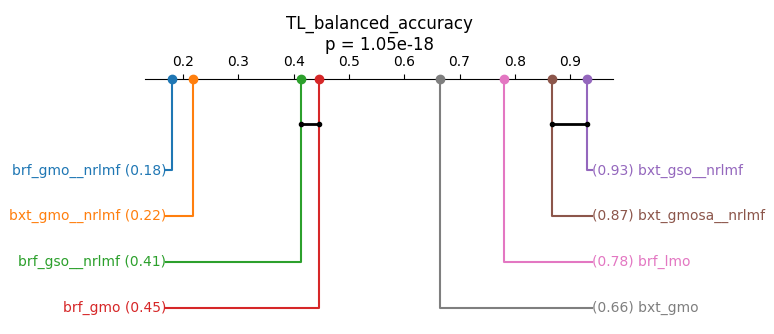 TL_balanced_accuracy
p = 1.05e-18
0.2 0.3 0.4 0.5 0.6 0.7 0.8 0.9
brf_gmo__nrlmf (0.18) (0.93) bxt_gso__nrlmf
bxt_gmo__nrlmf (0.22) (0.87) bxt_gmosa__nrlmf
brf_gso__nrlmf (0.41) (0.78) brf_lmo
brf_gmo (0.45) (0.66) bxt_gmo